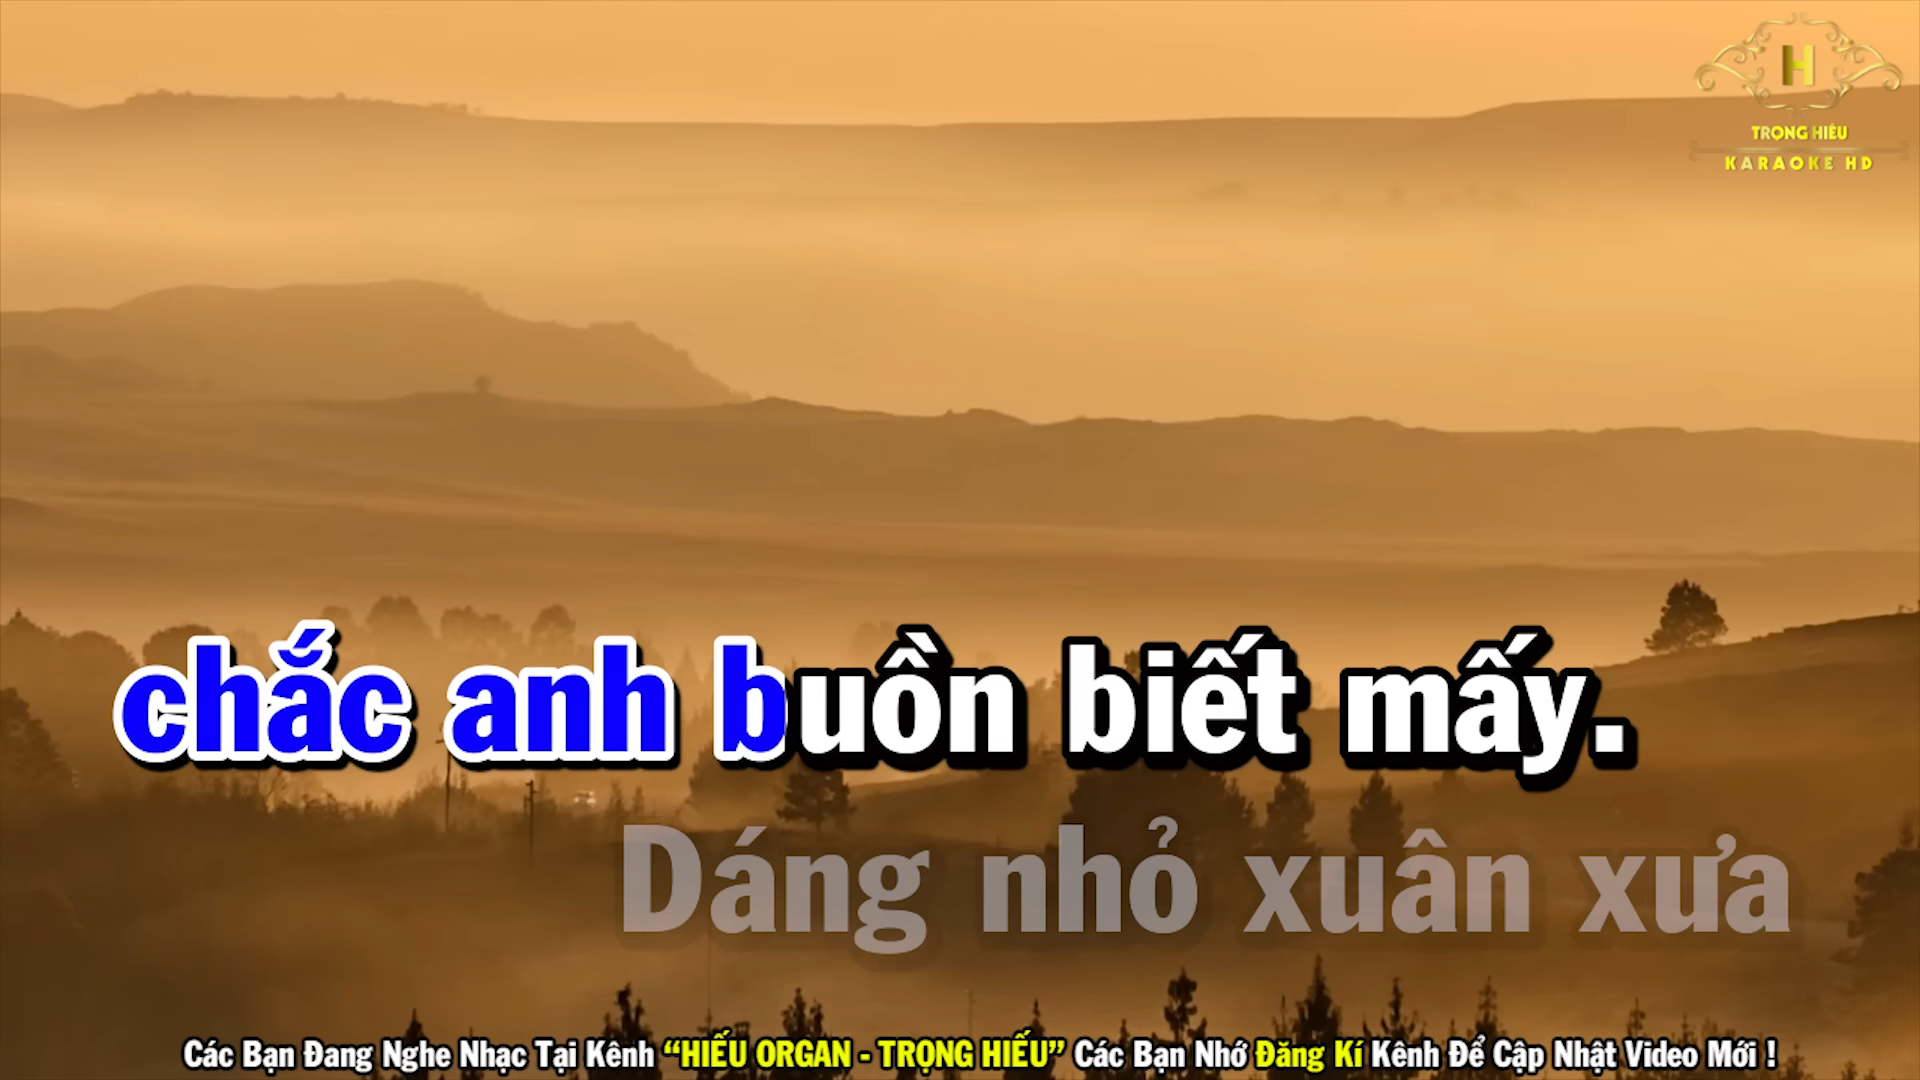 H
TRỌNG HIẾU
KARAOKE HD
chắc anh buồn biết mấy.
Dáng nhỏ xuân xưa
Các Bạn Đang Nghe Nhạc Tại Kênh “HIẾU ORGAN - TRỌNG HIẾU” Các Bạn Nhớ Đăng Kí Kênh Để Cập Nhật Video Mới !